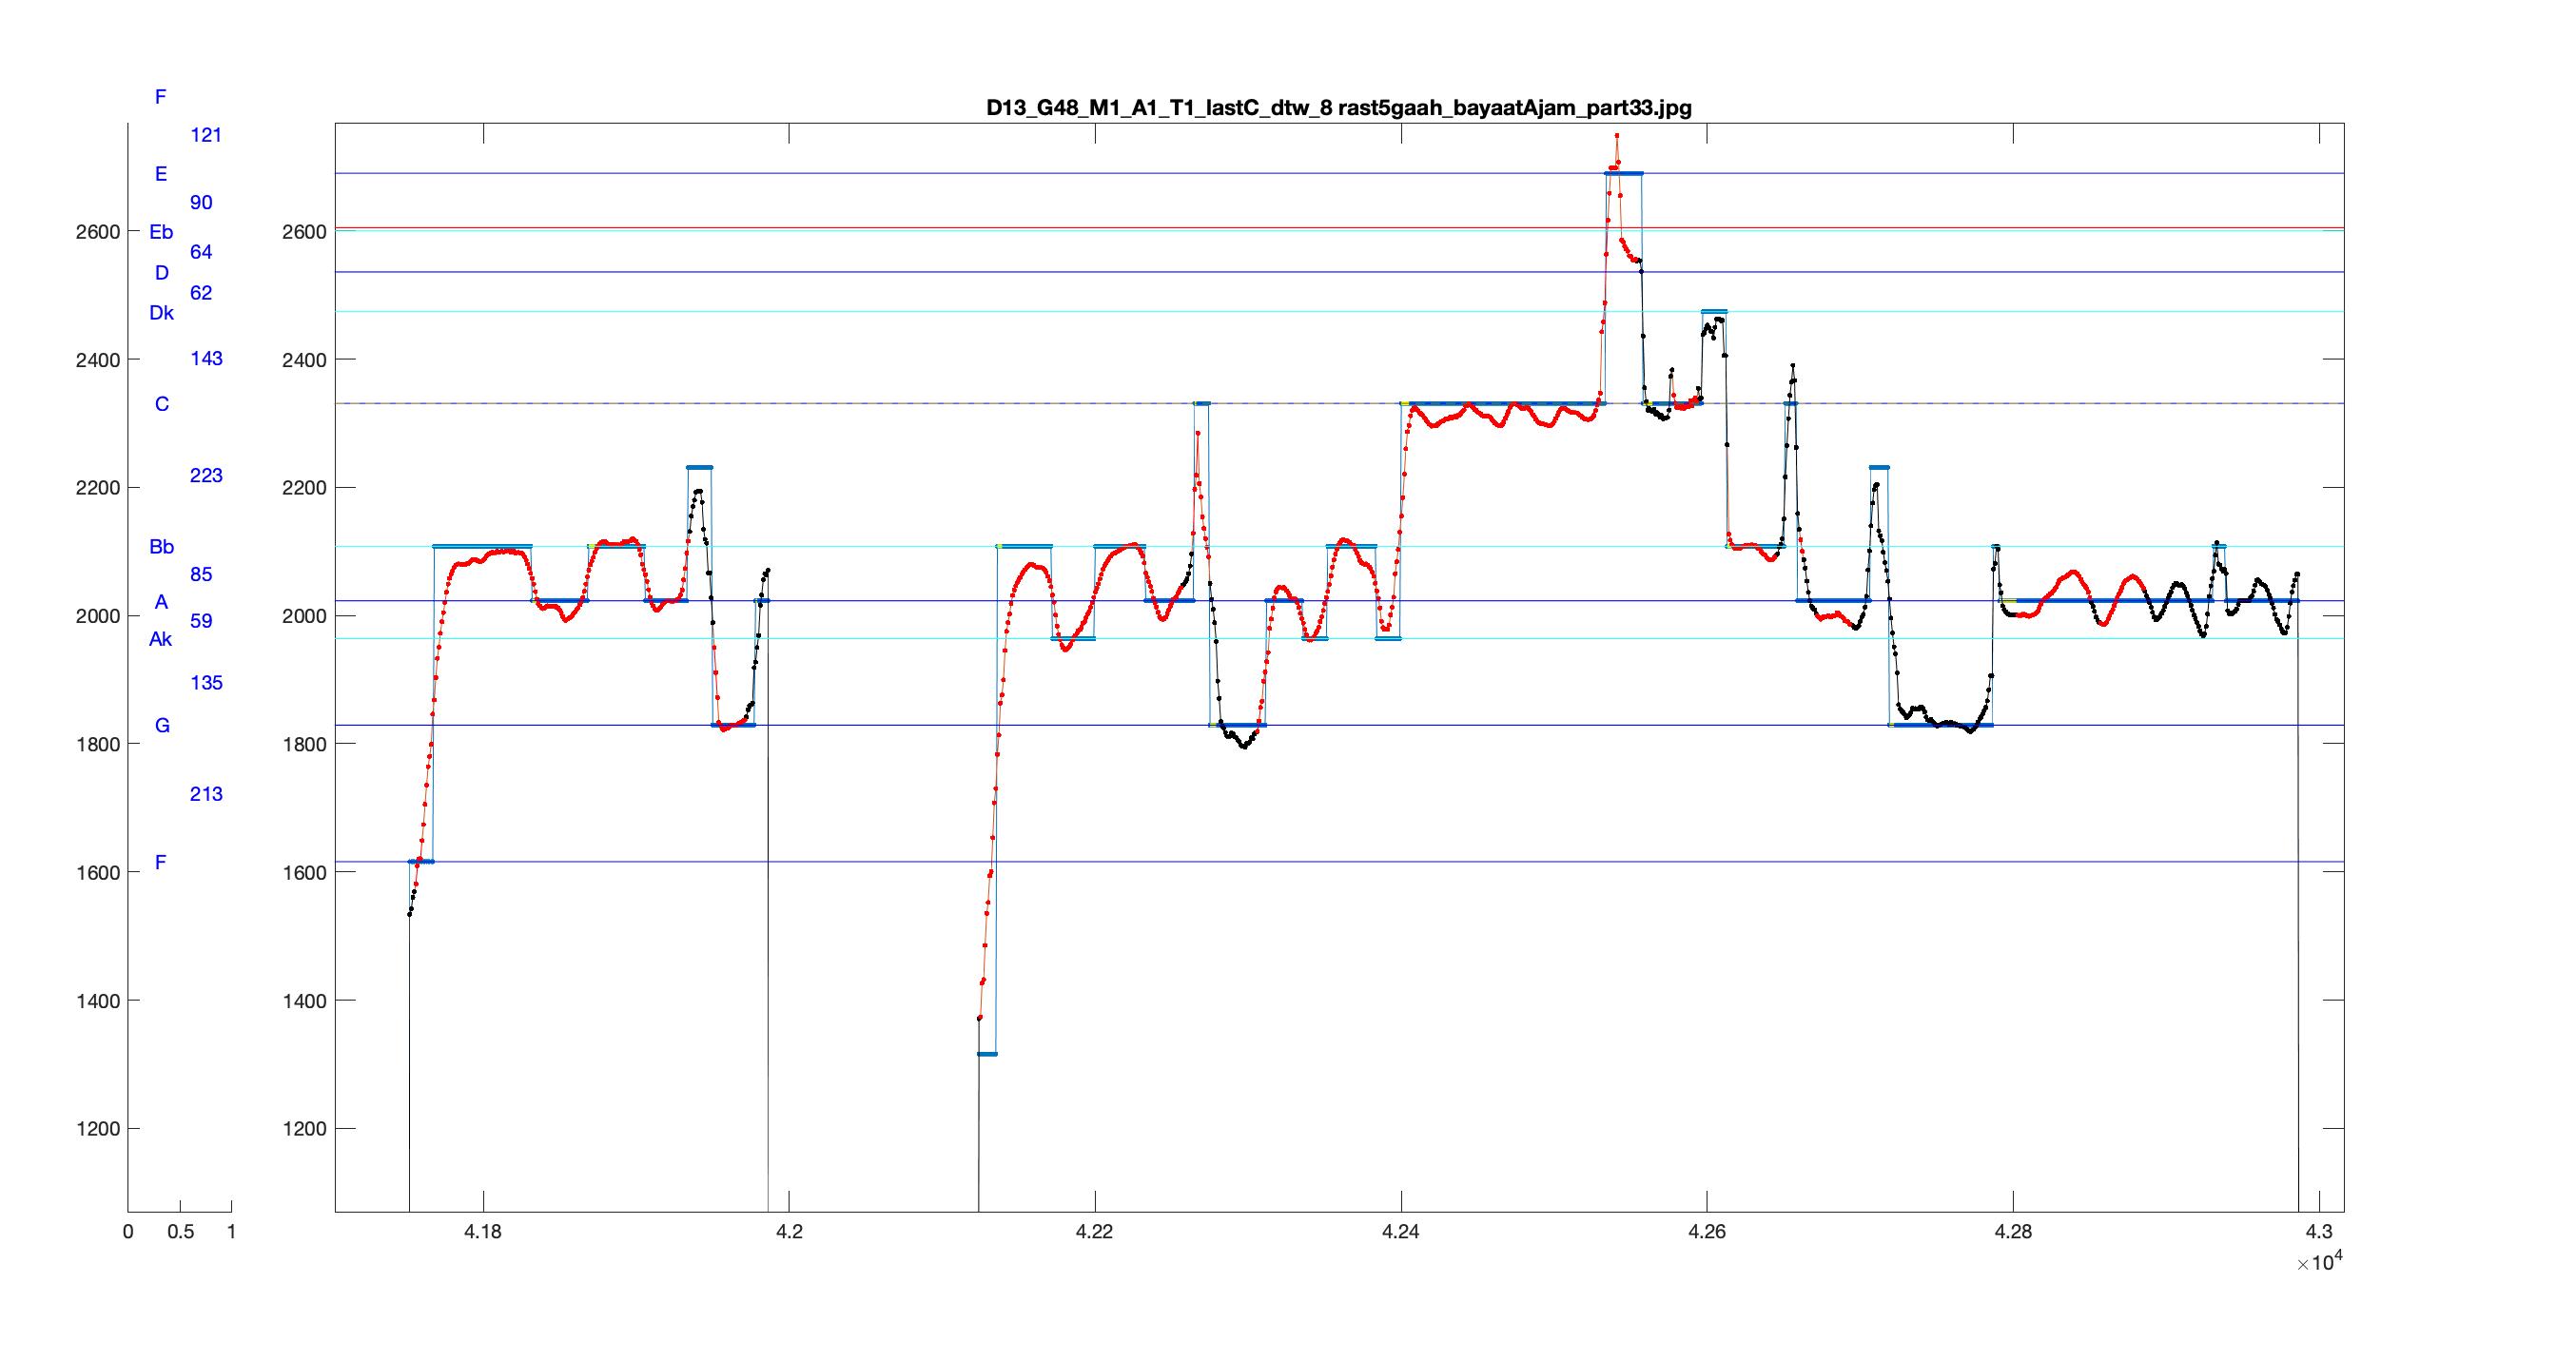 D13_G48_M1_A1_T1_lastC_dtw_8 rast5gaah_bayaatAjam_part33.jpg
F
121
E
90
2600 Eb 2600
64
D
62
Dk
2400 143 2400
C
223
2200 2200
Bb
85
A
2000 59 2000
Ak
135
G
1800 1800
213
F
1600 1600
1400 1400
1200 1200
0 0.5 1 4.18 4.2 4.22 4.24 4.26 4.28 4.3
×10⁴